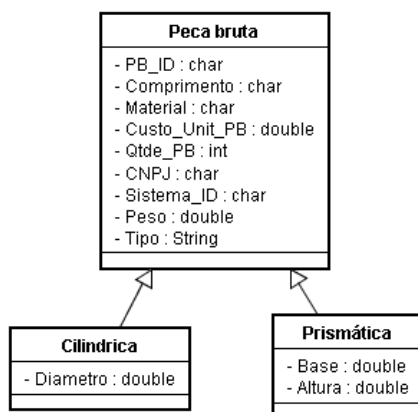 Peca bruta
- PB_ID : char
- Comprimento : char
- Material : char
- Custo_Unit_PB : double
- Qtde_PB : int
- CNPJ : char
- Sistema_ID : char
- Peso : double
- Tipo : String
Cilindrica
- Diametro : double
Prismática
- Base : double
- Altura : double